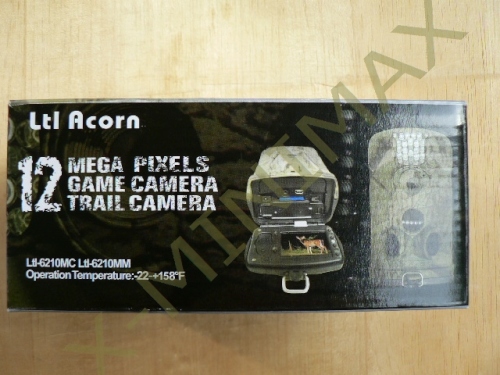 Ltl Acorn
12 MEGA PIXELS
GAME CAMERA
TRAIL CAMERA
Ltl-6210MC Ltl-6210MM
Operation Temperature:-22-+158°F
X-MINIMAX